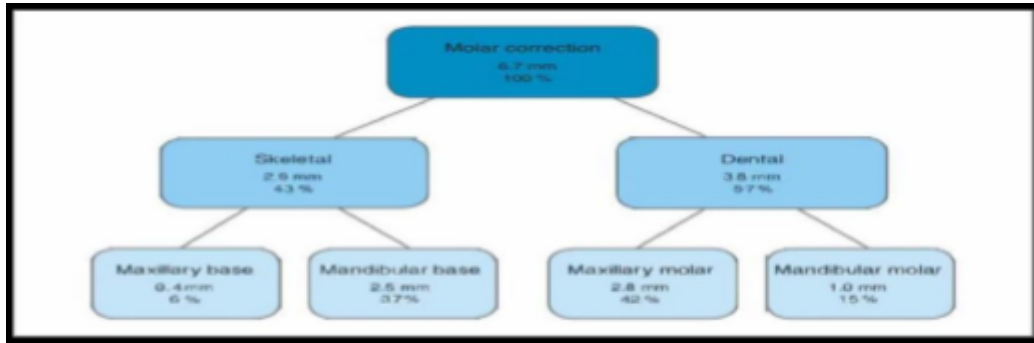 Molar correction
6.7 mm
100 %
Skeletal
2.9 mm
43 %
Dental
3.8 mm
57 %
Maxillary base
0.4 mm
6 %
Mandibular base
2.5 mm
37%
Maxillary molar
2.8 mm
42 %
Mandibular molar
1.0 mm
15 %